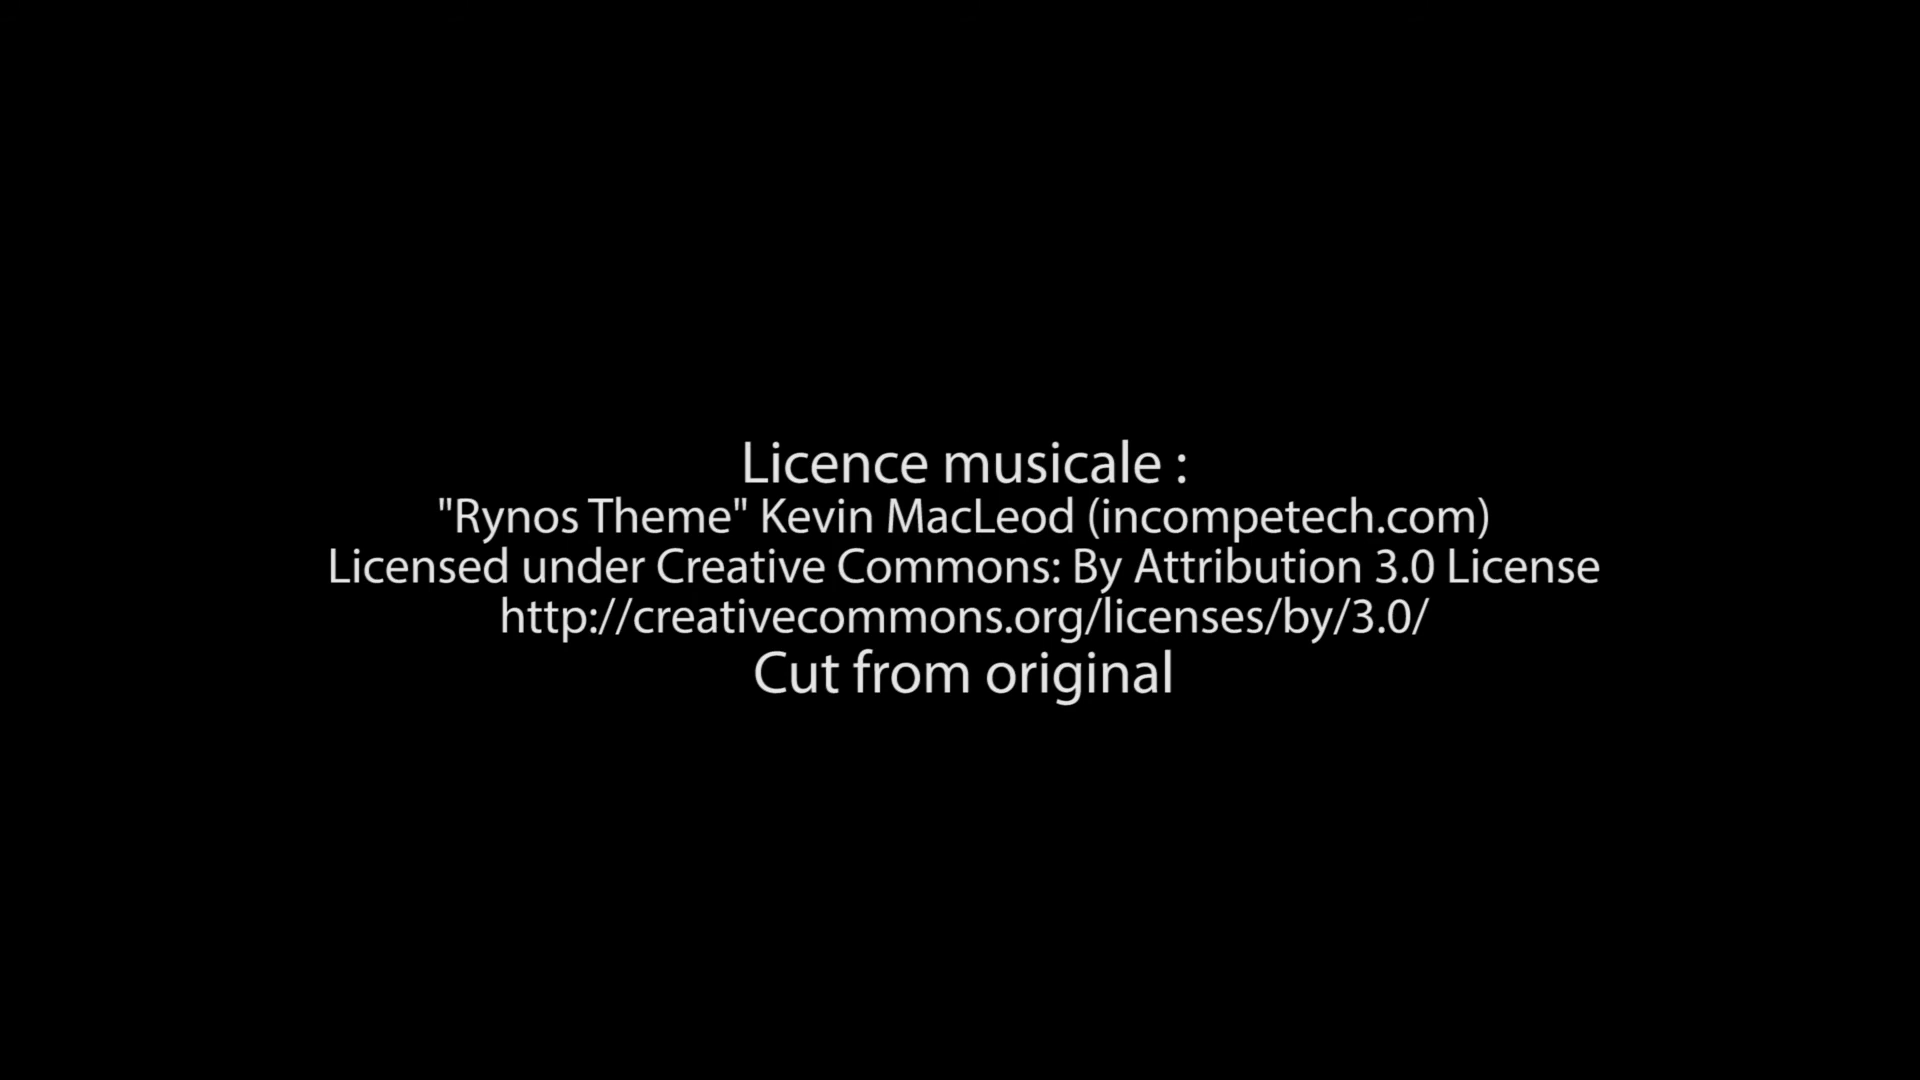 Licence musicale :
"Rynos Theme" Kevin MacLeod (incompetech.com)
Licensed under Creative Commons: By Attribution 3.0 License
http://creativecommons.org/licenses/by/3.0/
Cut from original